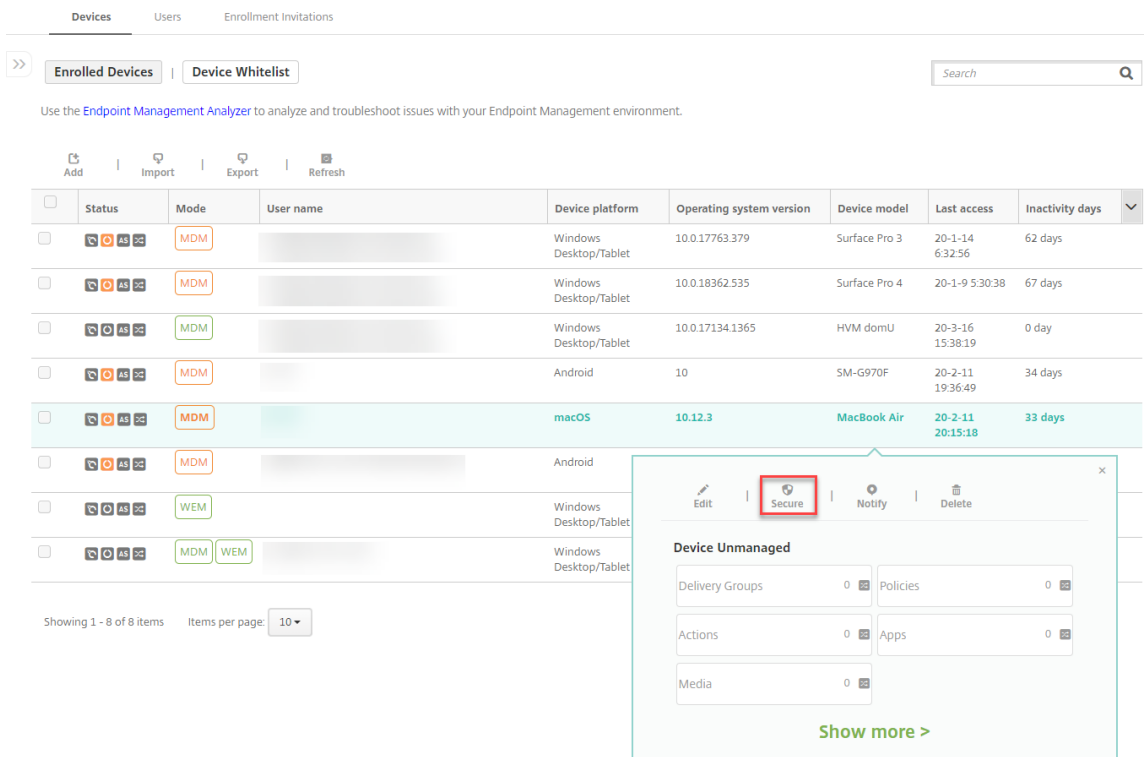 Devices Users Enrollment Invitations
Enrolled Devices | Device Whitelist Search
Use the Endpoint Management Analyzer to analyze and troubleshoot issues with your Endpoint Management environment.
Add | Import | Export | Refresh
Status Mode User name Device platform Operating system version Device model Last access Inactivity days
AS MDM Windows Desktop/Tablet 10.0.17763.379 Surface Pro 3 20-1-14 6:32:56 62 days
AS MDM Windows Desktop/Tablet 10.0.18362.535 Surface Pro 4 20-1-9 5:30:38 67 days
AS MDM Windows Desktop/Tablet 10.0.17134.1365 HVM domU 20-3-16 15:38:19 0 day
AS MDM Android 10 SM-G970F 20-2-11 19:36:49 34 days
AS MDM macOS 10.12.3 MacBook Air 20-2-11 20:15:18 33 days
AS MDM Android
AS WEM Windows Desktop/Tablet
AS MDM WEM Windows Desktop/Tablet
Edit | Secure | Notify | Delete
Device Unmanaged
Delivery Groups 0 Policies 0
Actions 0 Apps 0
Media 0
Show more >
Showing 1 - 8 of 8 items Items per page: 10